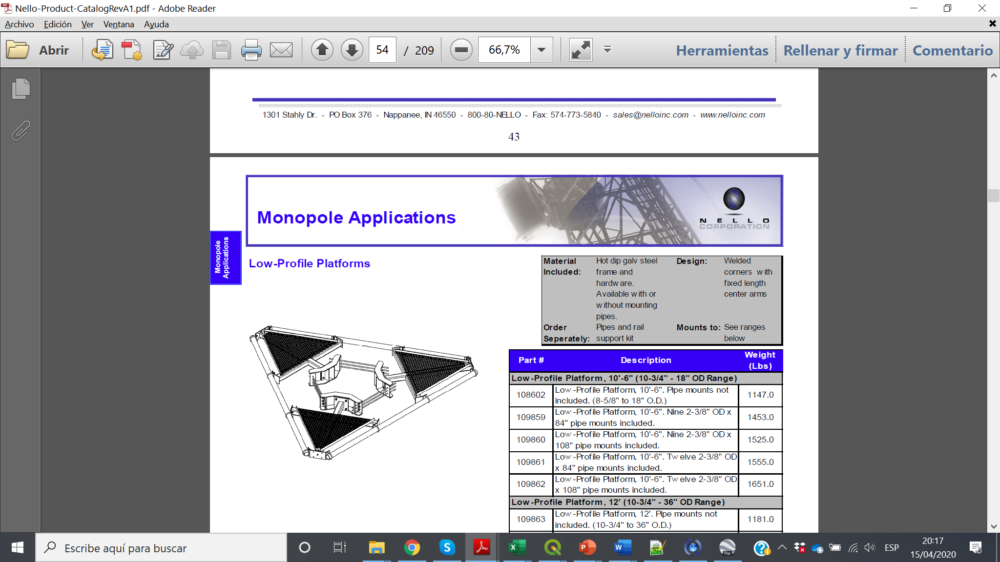 Nello-Product-CatalogRevA1.pdf - Adobe Reader
Archivo Edición Ver Ventana Ayuda
Abrir 54 / 209 66,7% Herramientas Rellenar y firmar Comentario
1301 Stahly Dr. - PO Box 376 - Nappanee, IN 46550 - 800-80-NELLO - Fax: 574-773-5840 - sales@nelloinc.com - www.nelloinc.com
43
Monopole Applications
N E L L O
CORPORATION
Monopole
Applications
Low-Profile Platforms
Material Included: Hot dip galv steel frame and hardware. Available with or without mounting pipes.
Design: Welded corners with fixed length center arms
Order Seperately: Pipes and rail support kit
Mounts to: See ranges below
Part # Description Weight (Lbs)
Low-Profile Platform, 10'-6" (10-3/4" - 18" OD Range)
108602 Low-Profile Platform, 10'-6". Pipe mounts not included. (8-5/8" to 18" O.D.) 1147.0
109859 Low-Profile Platform, 10'-6". Nine 2-3/8" OD x 84" pipe mounts included. 1453.0
109860 Low-Profile Platform, 10'-6". Nine 2-3/8" OD x 108" pipe mounts included. 1525.0
109861 Low-Profile Platform, 10'-6". Twelve 2-3/8" OD x 84" pipe mounts included. 1555.0
109862 Low-Profile Platform, 10'-6". Twelve 2-3/8" OD x 108" pipe mounts included. 1651.0
Low-Profile Platform, 12' (10-3/4" - 36" OD Range)
109863 Low-Profile Platform, 12'. Pipe mounts not included. (10-3/4" to 36" O.D.) 1181.0
Escribe aquí para buscar
ESP
20:17
15/04/2020